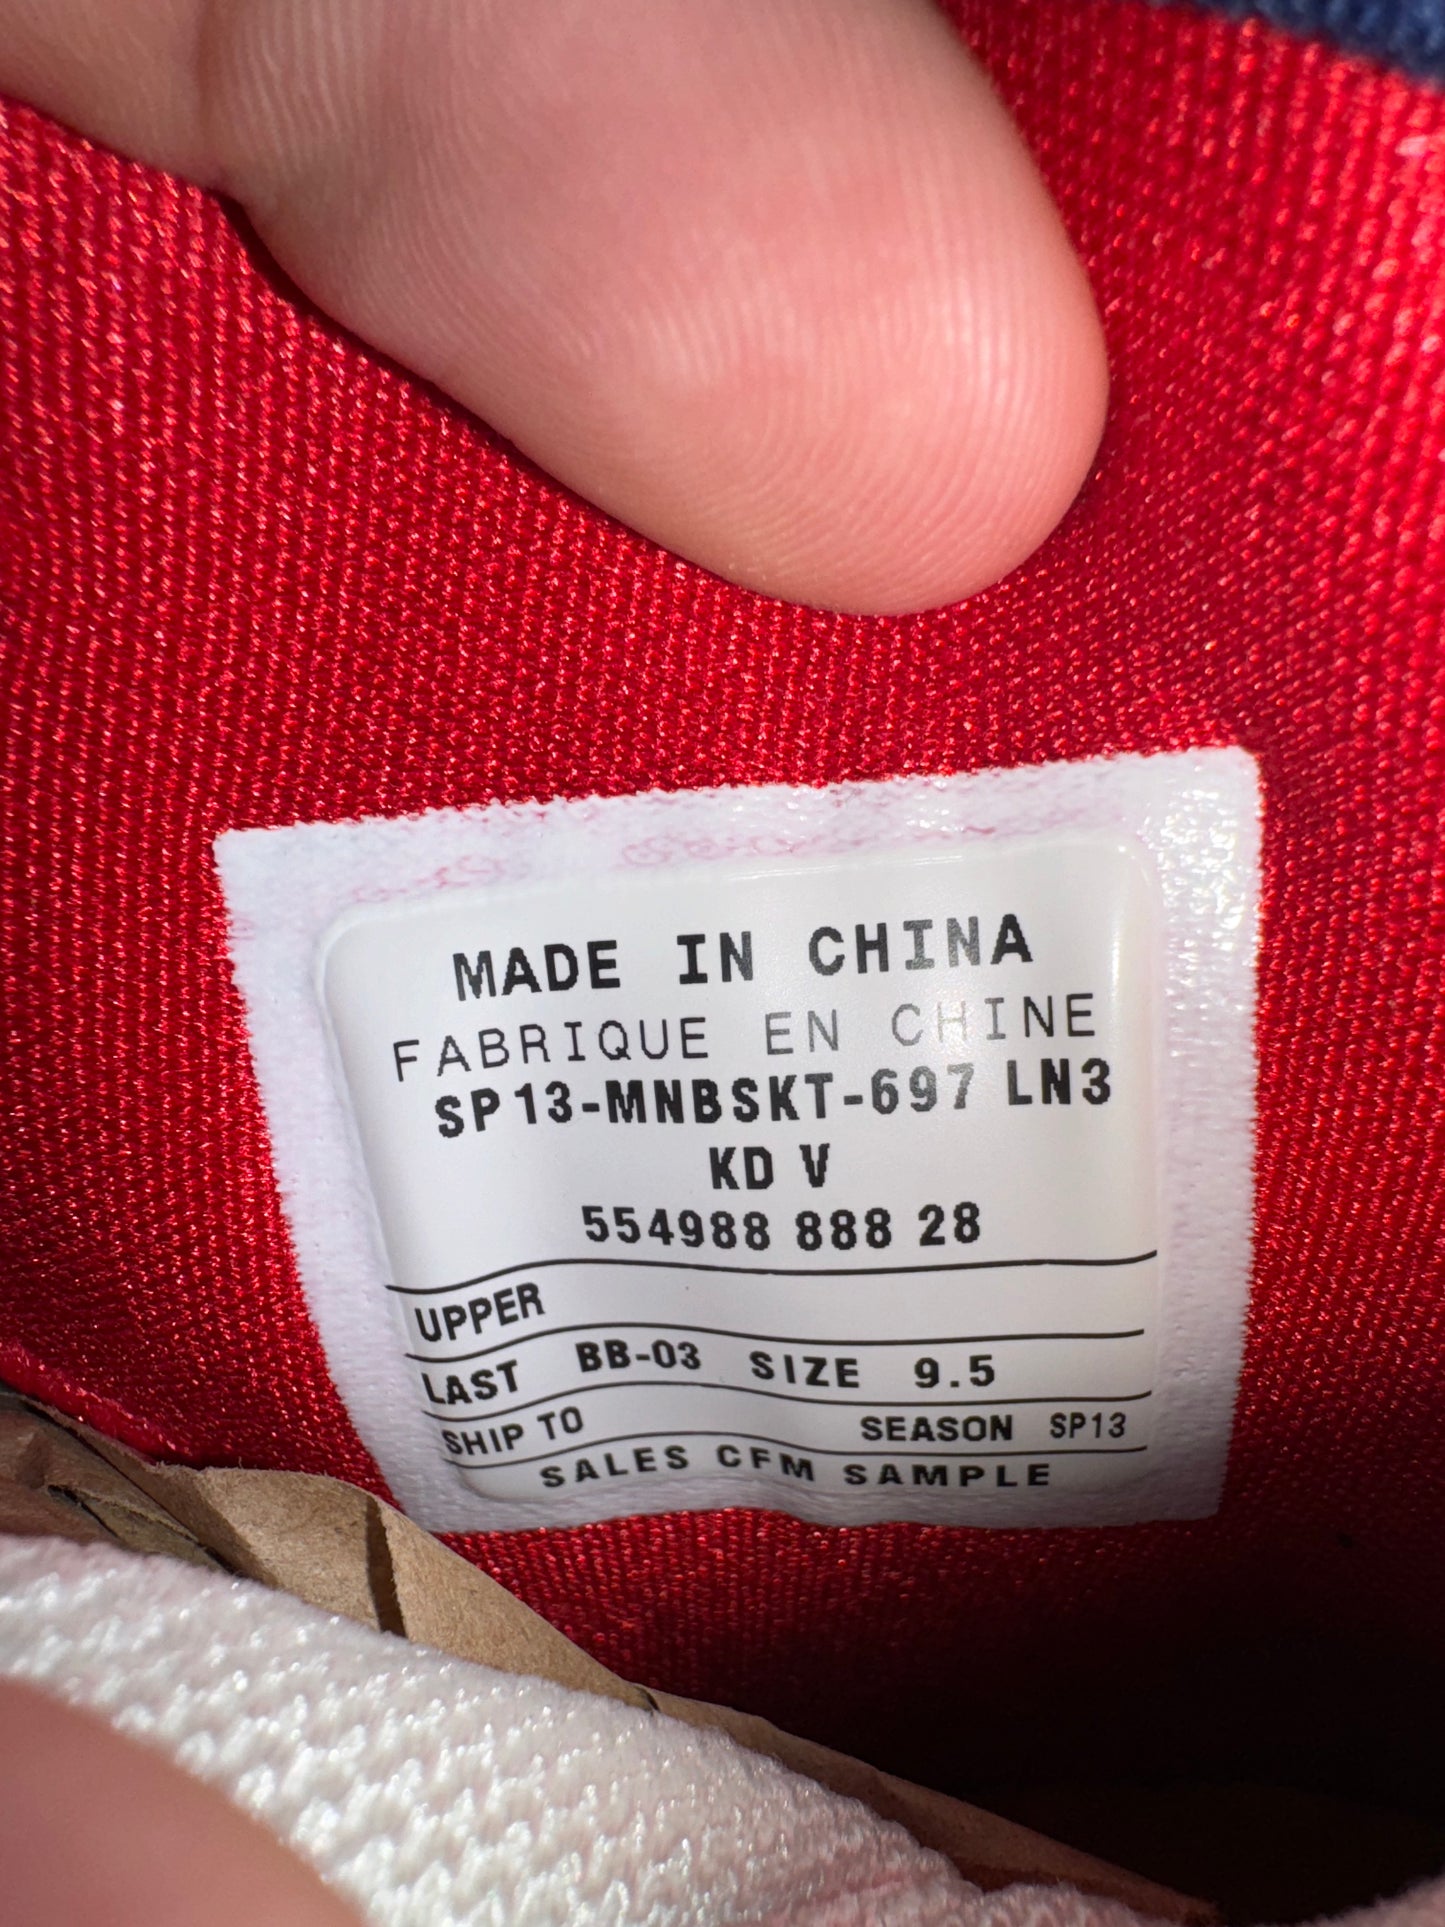 MADE IN CHINA
FABRIQUE EN CHINE
SP13-MNBSKT-697 LN3
KD V
554988 888 28
UPPER
LAST BB-03 SIZE 9.5
SHIP TO SEASON SP13
SALES CFM SAMPLE